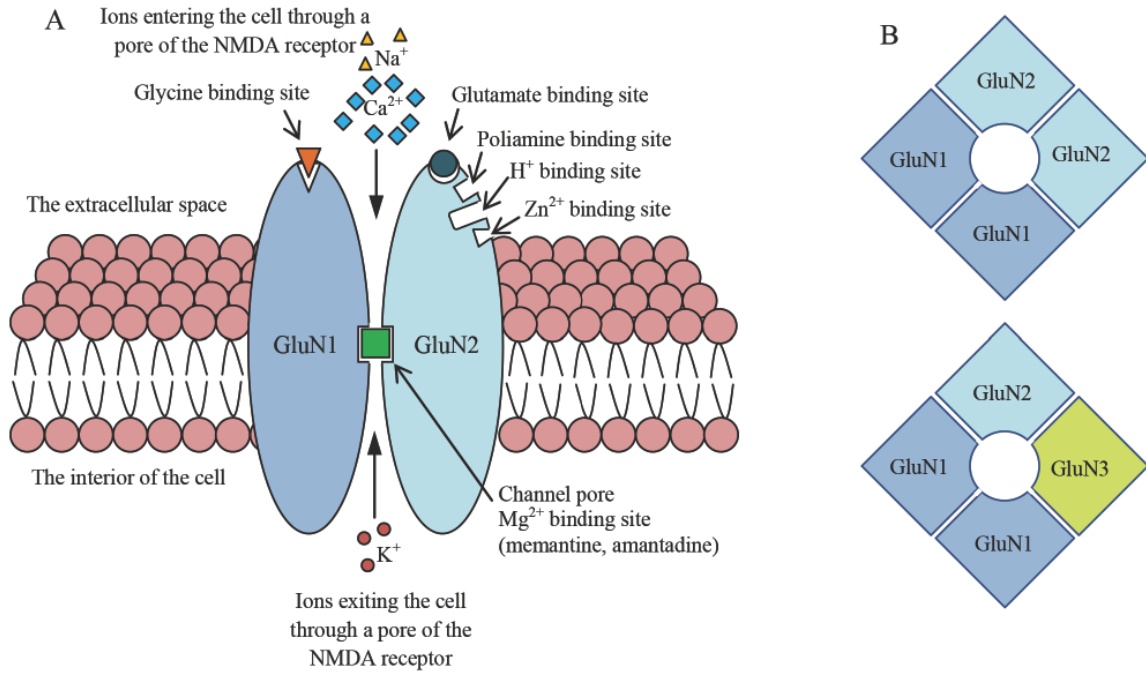 A
Ions entering the cell through a
pore of the NMDA receptor
Na⁺
Ca²⁺
Glycine binding site
Glutamate binding site
Poliamine binding site
H⁺ binding site
Zn²⁺ binding site
The extracellular space
GluN1
GluN2
The interior of the cell
Channel pore
Mg²⁺ binding site
(memantine, amantadine)
K⁺
Ions exiting the cell
through a pore of the
NMDA receptor
B
GluN2
GluN1
GluN2
GluN1
GluN2
GluN1
GluN3
GluN1